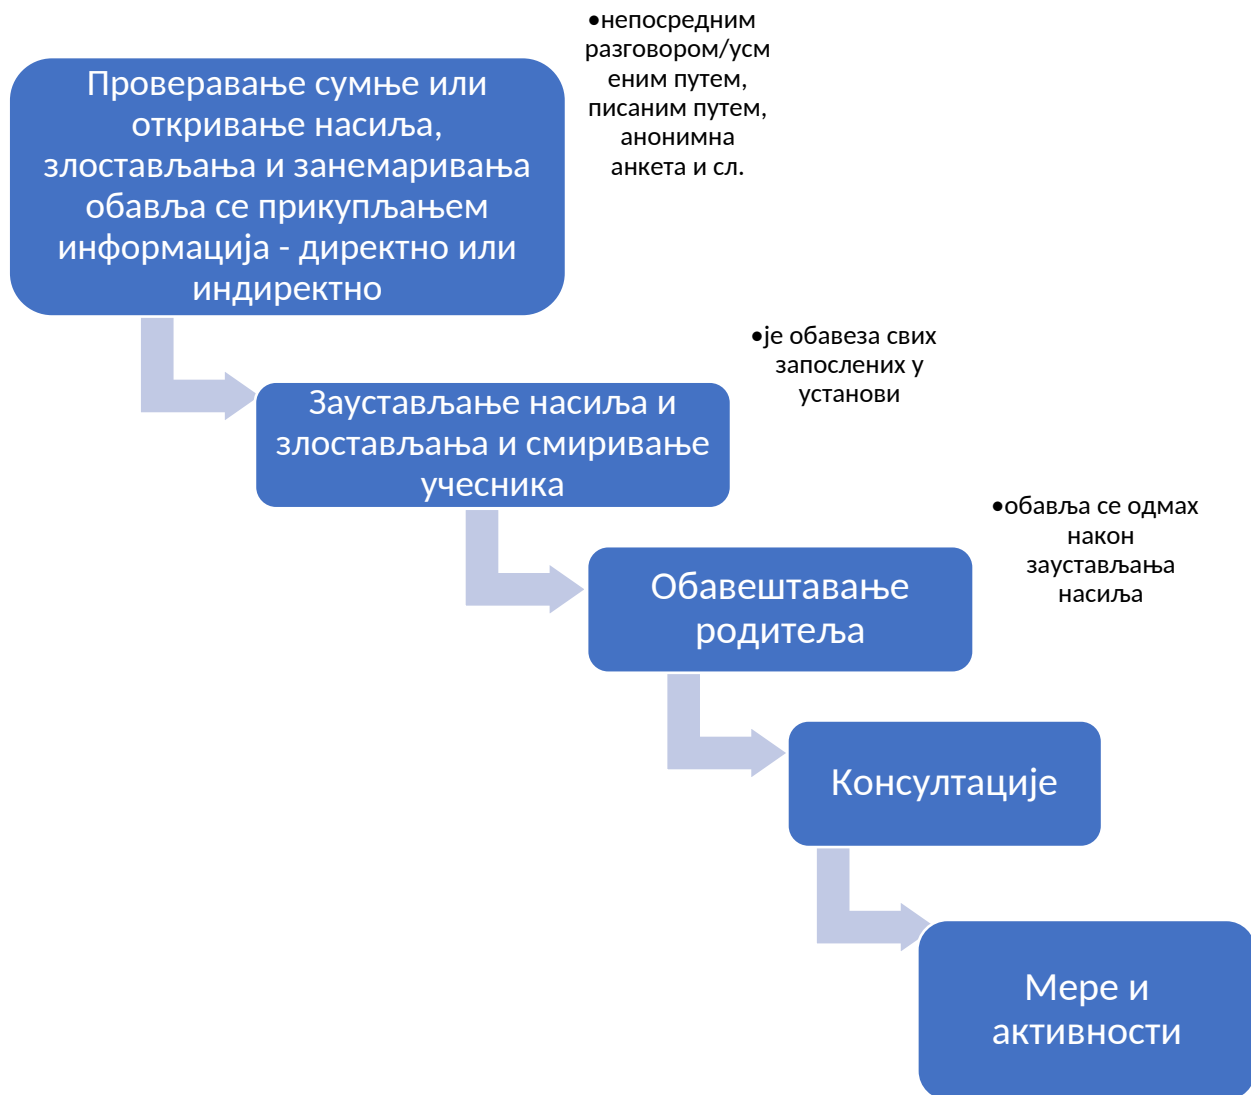 Проверавање сумње или
откривање насиља,
злостављања и занемаривања
обавља се прикупљањем
информација - директно или
индиректно
•непосредним
разговором/усм
еним путем,
писаним путем,
анонимна
анкета и сл.
Заустављање насиља и
злостављања и смиривање
учесника
•је обавеза свих
запослених у
установи
Обавештавање
родитеља
•обавља се одмах
након
заустављања
насиља
Консултације
Мере и
активности